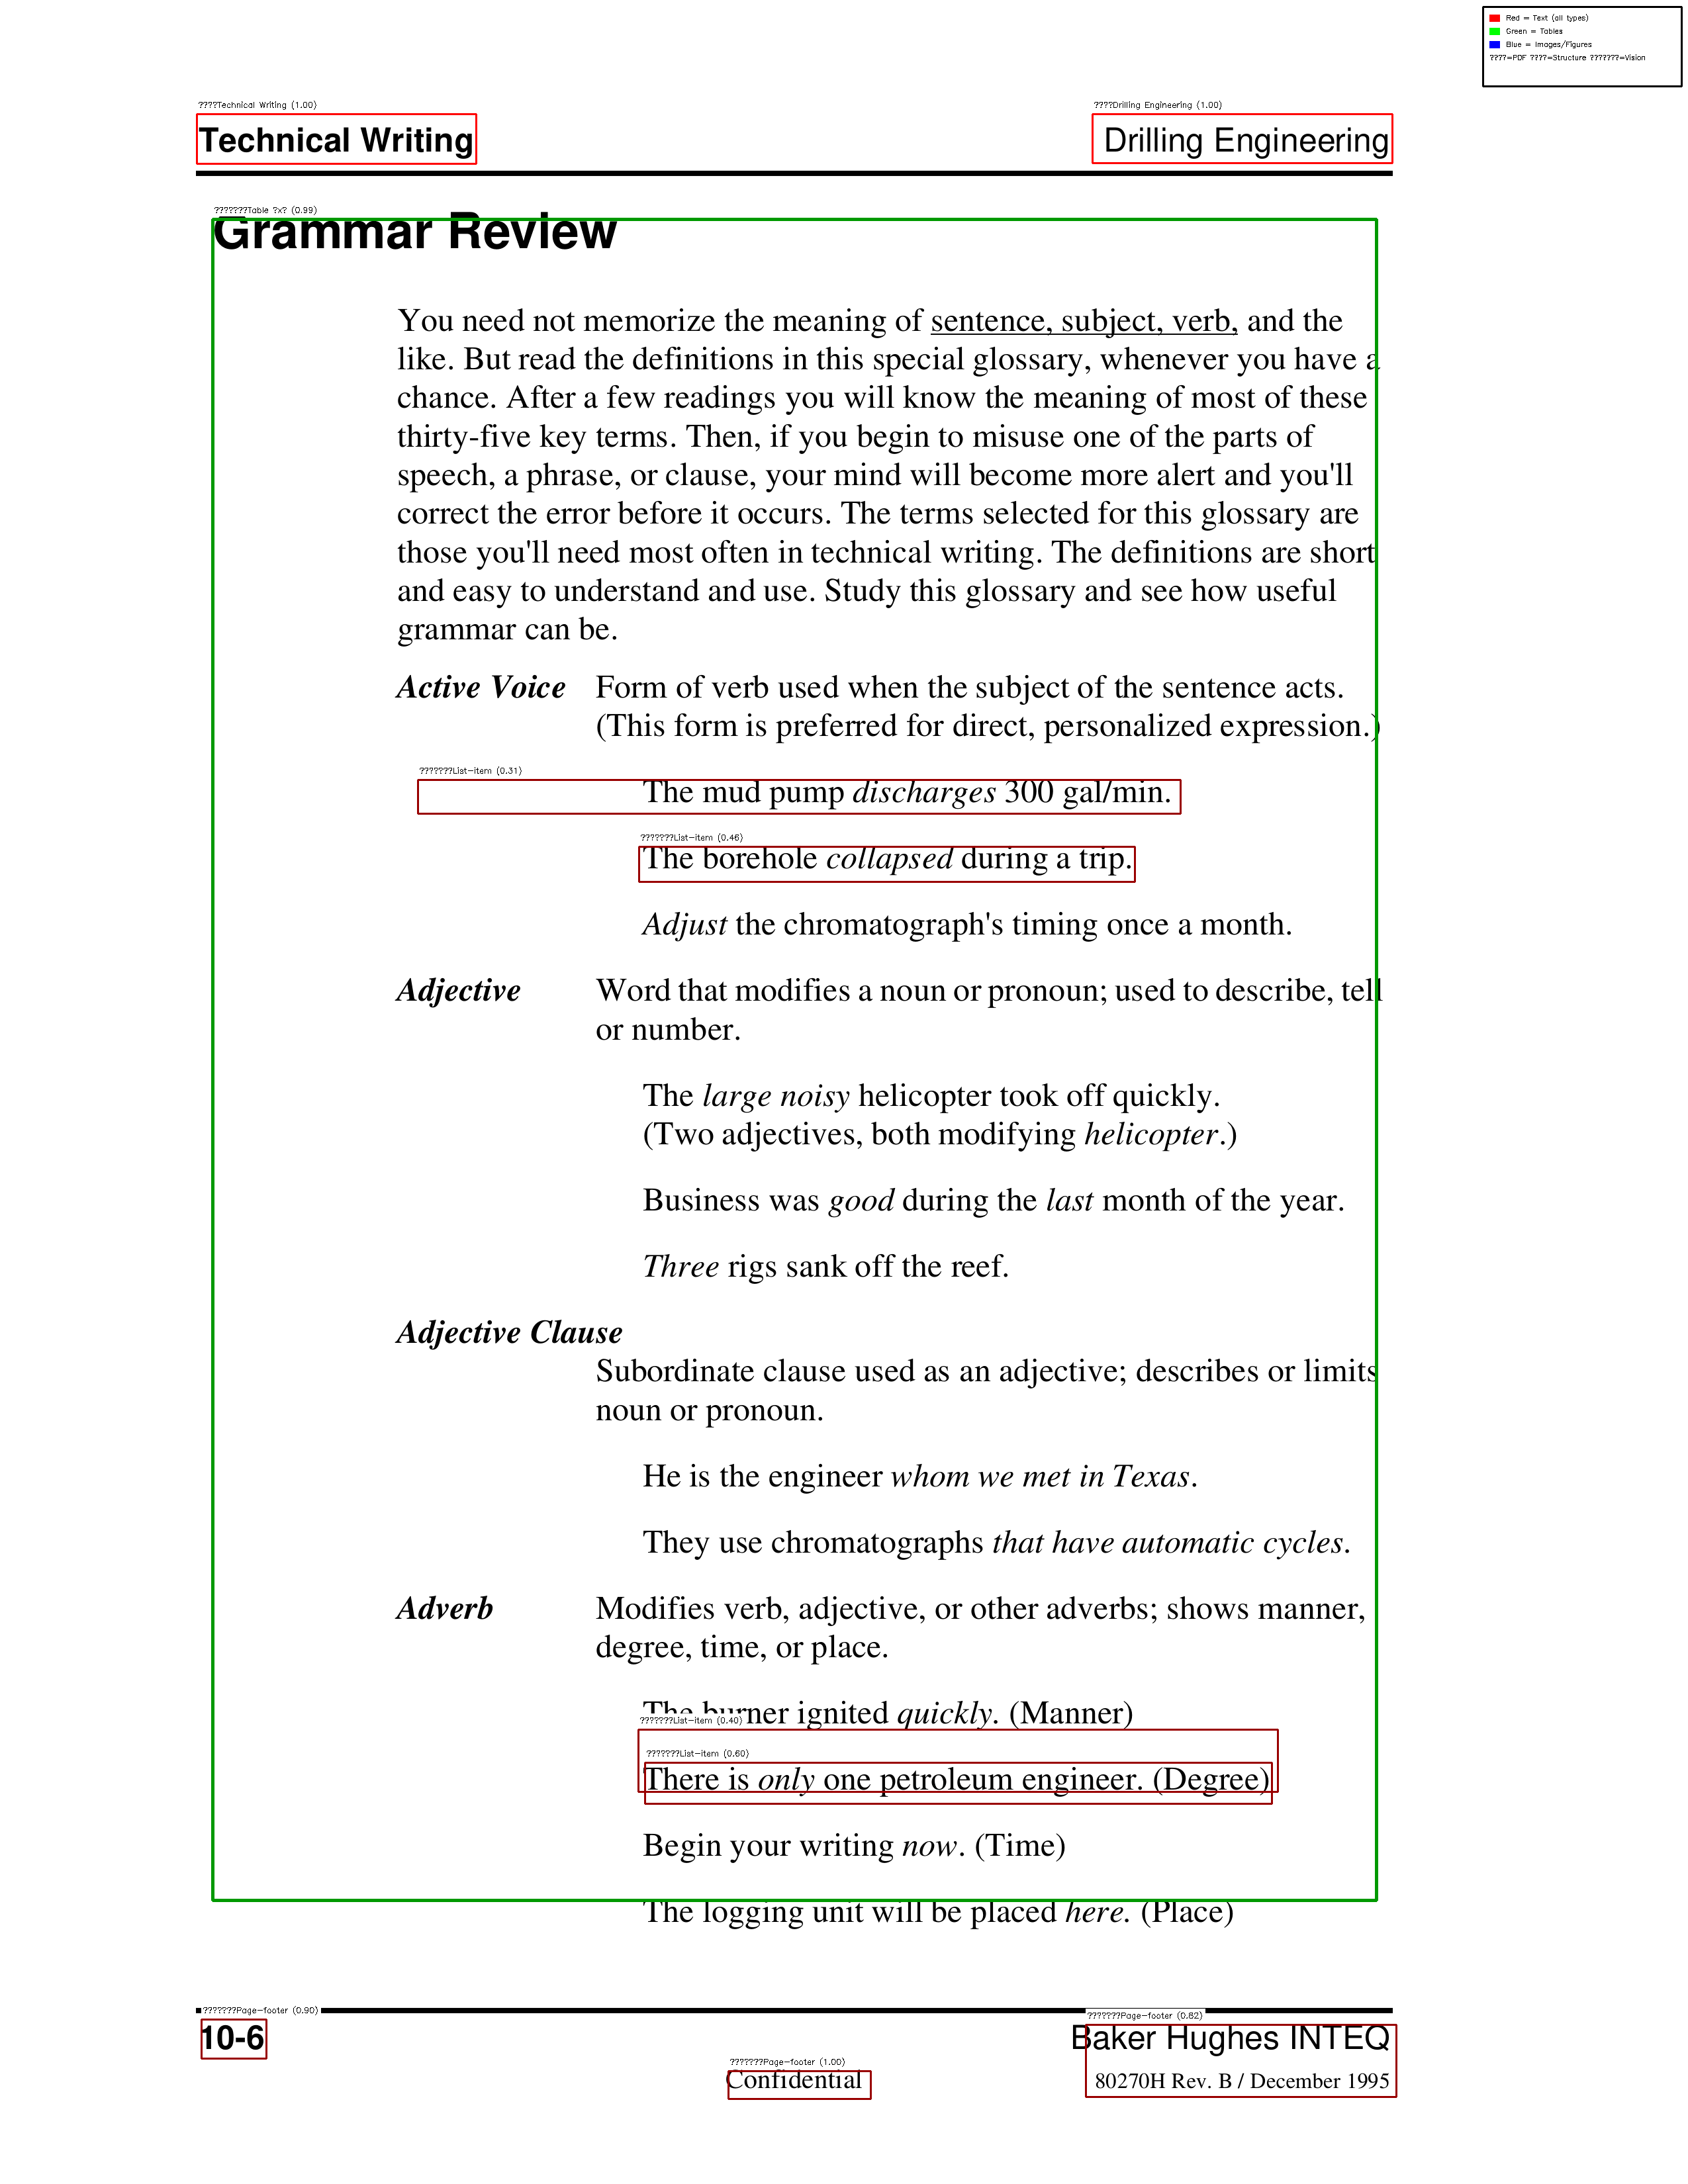 Red = Text (all types)
Green = Tables
Blue = Images/Figures
????=PDF ????=Structure ???????=Vision
????Technical Writing (1.00)
????Drilling Engineering (1.00)
Technical Writing
Drilling Engineering
???????Table ?x? (0.99)
Grammar Review
You need not memorize the meaning of sentence, subject, verb, and the
like. But read the definitions in this special glossary, whenever you have a
chance. After a few readings you will know the meaning of most of these
thirty-five key terms. Then, if you begin to misuse one of the parts of
speech, a phrase, or clause, your mind will become more alert and you'll
correct the error before it occurs. The terms selected for this glossary are
those you'll need most often in technical writing. The definitions are short
and easy to understand and use. Study this glossary and see how useful
grammar can be.
Active Voice Form of verb used when the subject of the sentence acts.
(This form is preferred for direct, personalized expression.)
???????List-item (0.31)
The mud pump discharges 300 gal/min.
???????List-item (0.46)
The borehole collapsed during a trip.
Adjust the chromatograph's timing once a month.
Adjective Word that modifies a noun or pronoun; used to describe, tell
or number.
The large noisy helicopter took off quickly.
(Two adjectives, both modifying helicopter.)
Business was good during the last month of the year.
Three rigs sank off the reef.
Adjective Clause
Subordinate clause used as an adjective; describes or limits
noun or pronoun.
He is the engineer whom we met in Texas.
They use chromatographs that have automatic cycles.
Adverb Modifies verb, adjective, or other adverbs; shows manner,
degree, time, or place.
The burner ignited quickly. (Manner)
???????List-item (0.40)
???????List-item (0.60)
There is only one petroleum engineer. (Degree)
Begin your writing now. (Time)
The logging unit will be placed here. (Place)
???????Page-footer (0.90)
???????Page-footer (0.82)
10-6
Baker Hughes INTEQ
???????Page-footer (1.00)
Confidential
80270H Rev. B / December 1995